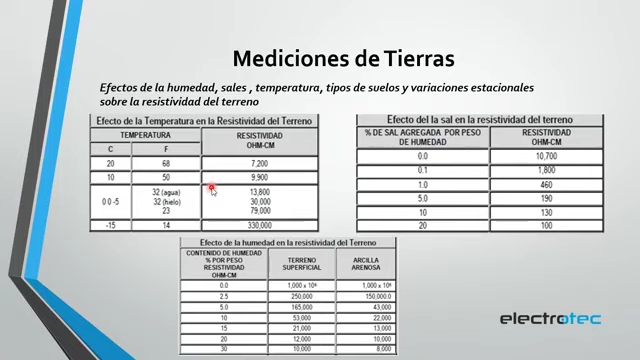 Mediciones de Tierras
Efectos de la humedad, sales , temperatura, tipos de suelos y variaciones estacionales
sobre la resistividad del terreno
Efecto de la Temperatura en la Resistividad del Terreno
TEMPERATURA RESISTIVIDAD
OHM-CM
C F
20 68 7,200
10 50 9,900
32 (agua) 13,800
0 0 -5 32 (hielo) 30,000
23 79,000
-15 14 330,000
Efecto del la sal en la resistividad del terreno
% DE SAL AGREGADA POR PESO RESISTIVIDAD
DE HUMEDAD OHM-CM
0.0 10,700
0.1 1,800
1.0 460
5.0 190
10 130
20 100
Efecto de la humedad en la resistividad del Terreno
CONTENIDO DE HUMEDAD TERRENO ARCILLA
% POR PESO SUPERFICIAL ARENOSA
RESISTIVIDAD
OHM-CM
0.0 1,000 x 10⁶ 1,000 x 10⁶
2.5 250,000 150,000.0
5.0 165,000 43,000
10 53,000 22,000
15 21,000 13,000
20 12,000 10,000
30 10,000 8,000
electrotec